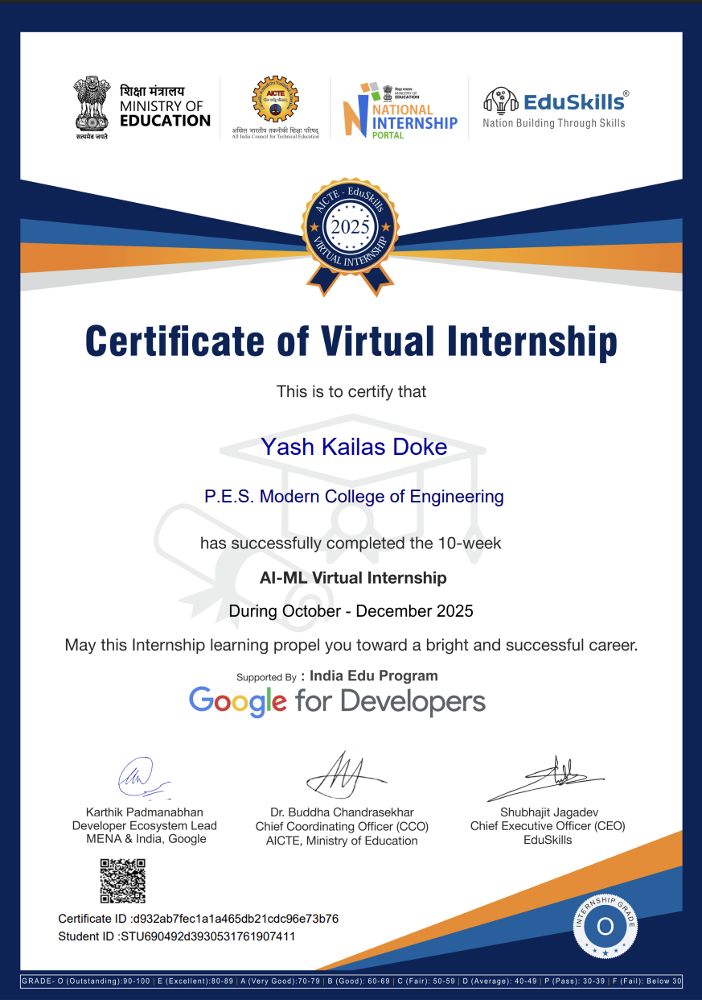 शिक्षा मंत्रालय
MINISTRY OF
EDUCATION
सत्यमेव जयते
AICTE
अखिल भारतीय तकनीकी शिक्षा परिषद्
All India Council for Technical Education
शिक्षा मंत्रालय
MINISTRY OF
EDUCATION
NATIONAL
INTERNSHIP
PORTAL
EduSkills®
Nation Building Through Skills
AICTE - EduSkills
2025
VIRTUAL INTERNSHIP
Certificate of Virtual Internship
This is to certify that
Yash Kailas Doke
P.E.S. Modern College of Engineering
has successfully completed the 10-week
AI-ML Virtual Internship
During October - December 2025
May this Internship learning propel you toward a bright and successful career.
Supported By : India Edu Program
Google for Developers
Karthik Padmanabhan
Developer Ecosystem Lead
MENA & India, Google
Dr. Buddha Chandrasekhar
Chief Coordinating Officer (CCO)
AICTE, Ministry of Education
Shubhajit Jagadev
Chief Executive Officer (CEO)
EduSkills
Certificate ID :d932ab7fec1a1a465db21cdc96e73b76
Student ID :STU690492d3930531761907411
INTERNSHIP GRADE
O
GRADE- O (Outstanding):90-100 | E (Excellent):80-89 | A (Very Good):70-79 | B (Good): 60-69 | C (Fair): 50-59 | D (Average): 40-49 | P (Pass): 30-39 | F (Fail): Below 30